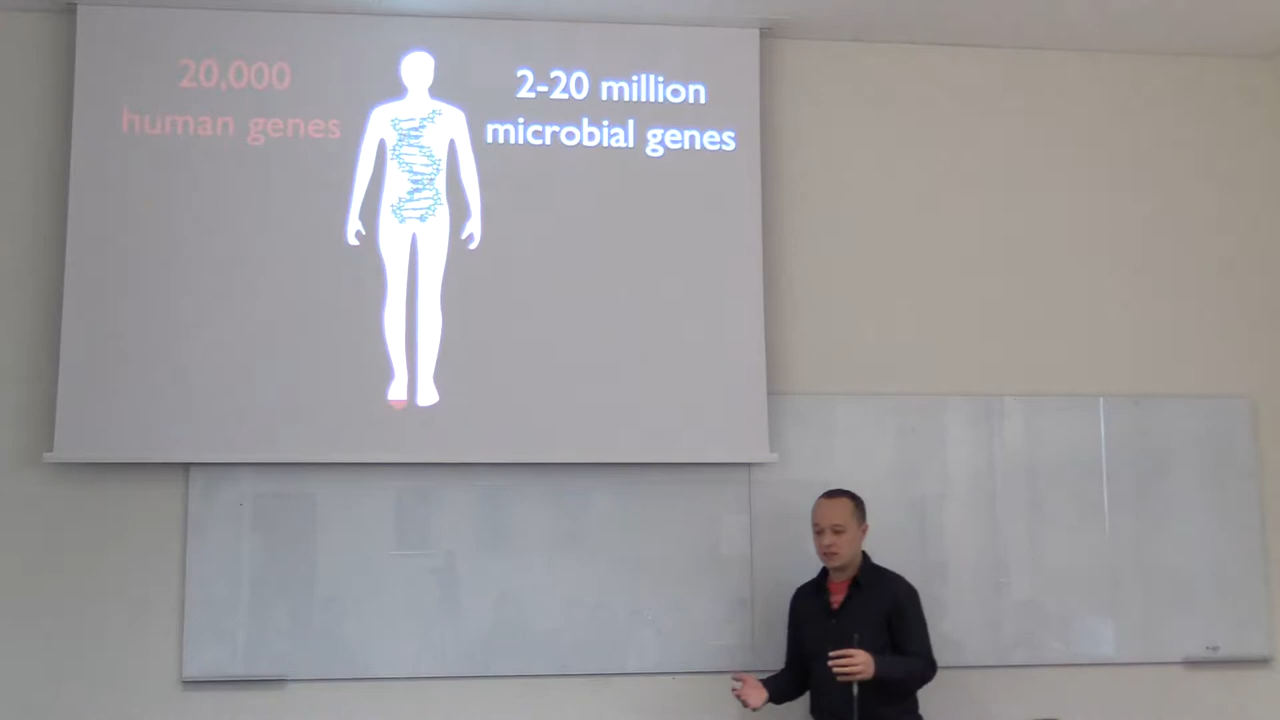 20,000
human genes
2-20 million
microbial genes